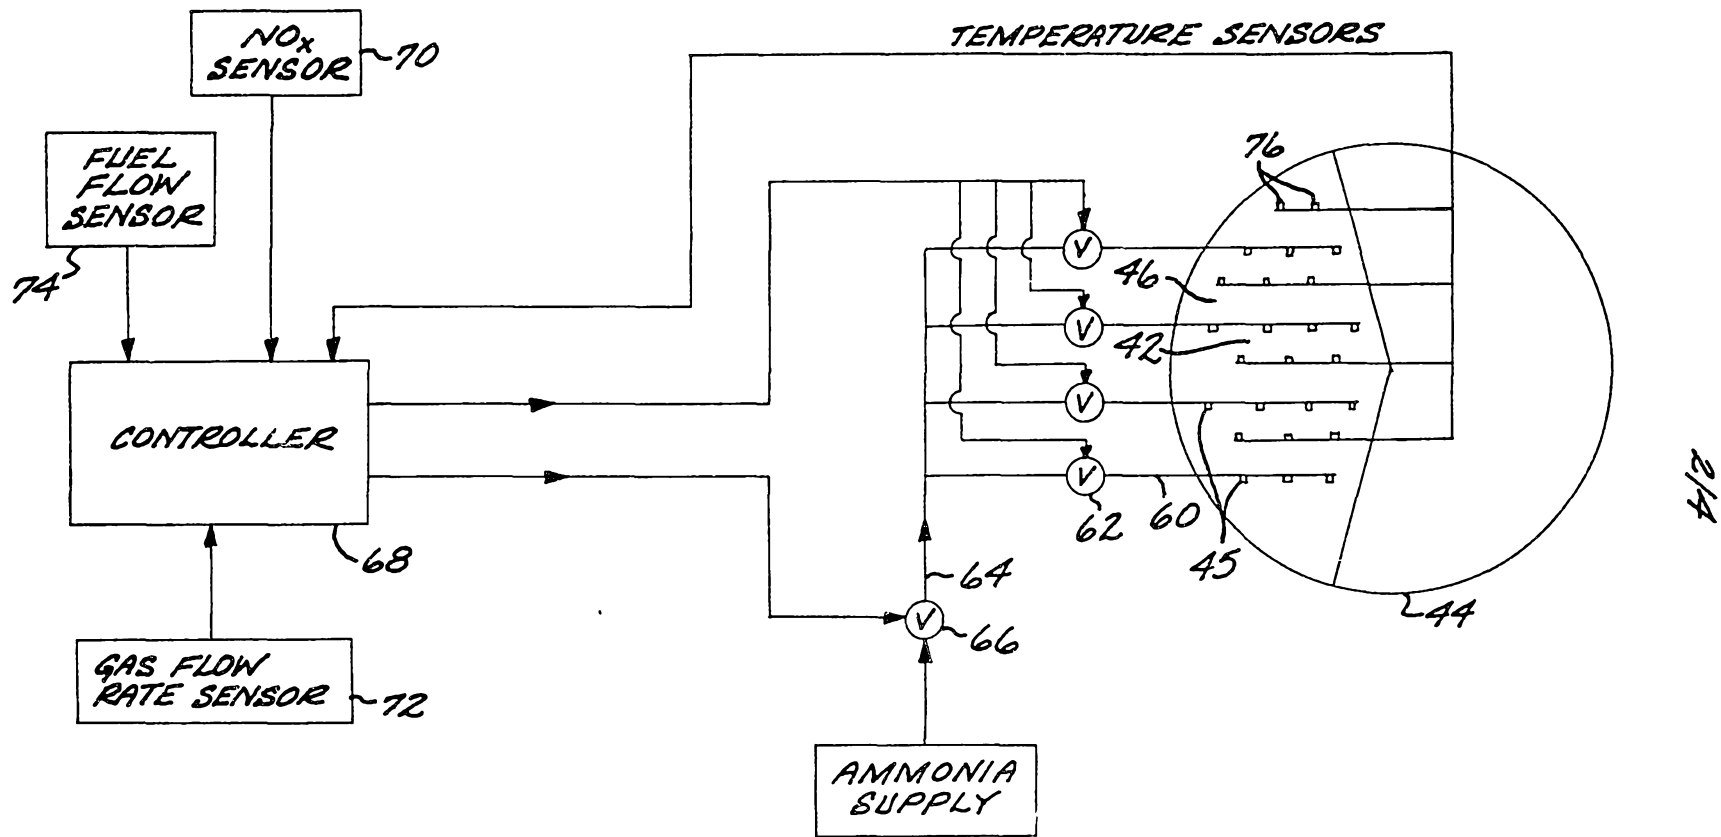 NOx
SENSOR
70
TEMPERATURE SENSORS
FUEL
FLOW
SENSOR
74
76
V
46
V
42
V
CONTROLLER
V
62
60
45
68
64
44
V
66
GAS FLOW
RATE SENSOR
72
AMMONIA
SUPPLY
2/4